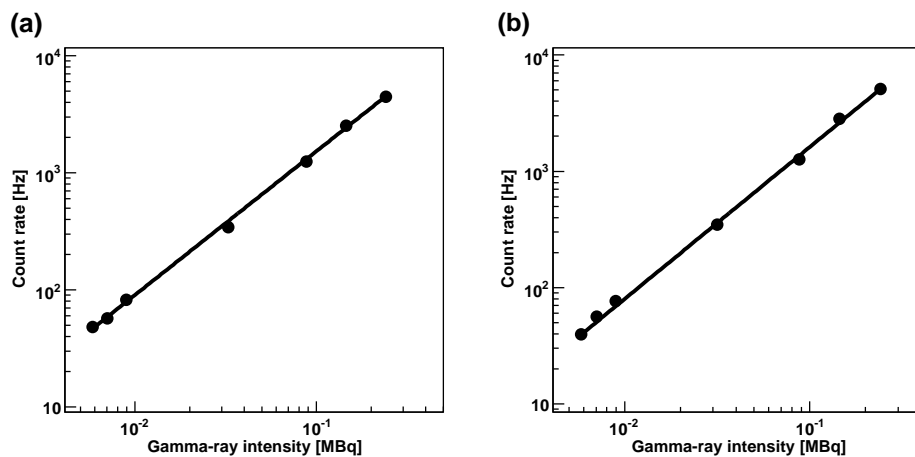 (a)
Count rate [Hz]
10⁴
10³
10²
10
10⁻²
10⁻¹
Gamma-ray intensity [MBq]
(b)
Count rate [Hz]
10⁴
10³
10²
10
10⁻²
10⁻¹
Gamma-ray intensity [MBq]